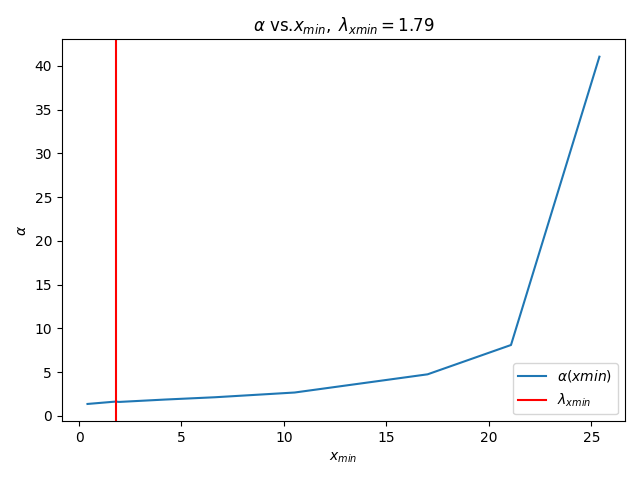 α vs.x_min, λ_xmin = 1.79
α
40
35
30
25
20
15
10
5
0
0 5 10 15 20 25
x_min
α(xmin)
λ_xmin